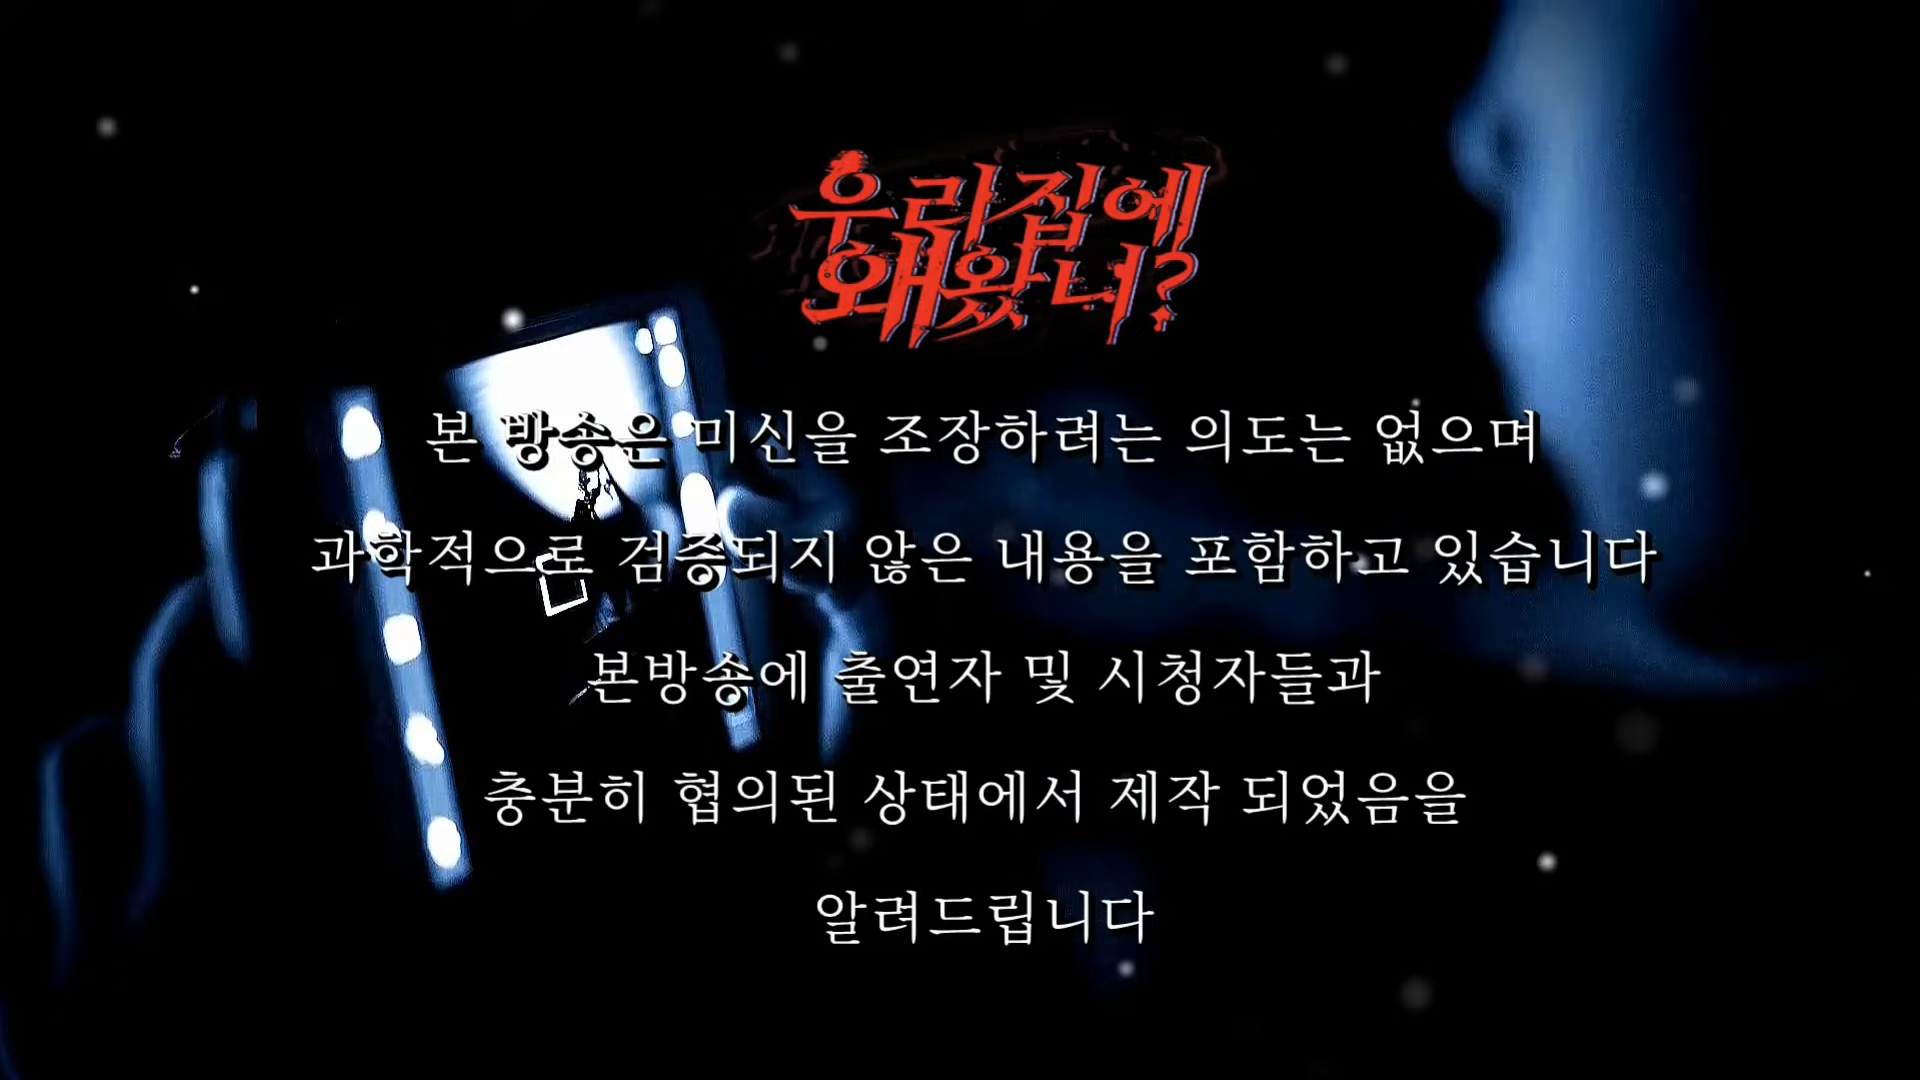 우리집에
왜왔니?
본 방송은 미신을 조장하려는 의도는 없으며
과학적으로 검증되지 않은 내용을 포함하고 있습니다
본방송에 출연자 및 시청자들과
충분히 협의된 상태에서 제작 되었음을
알려드립니다